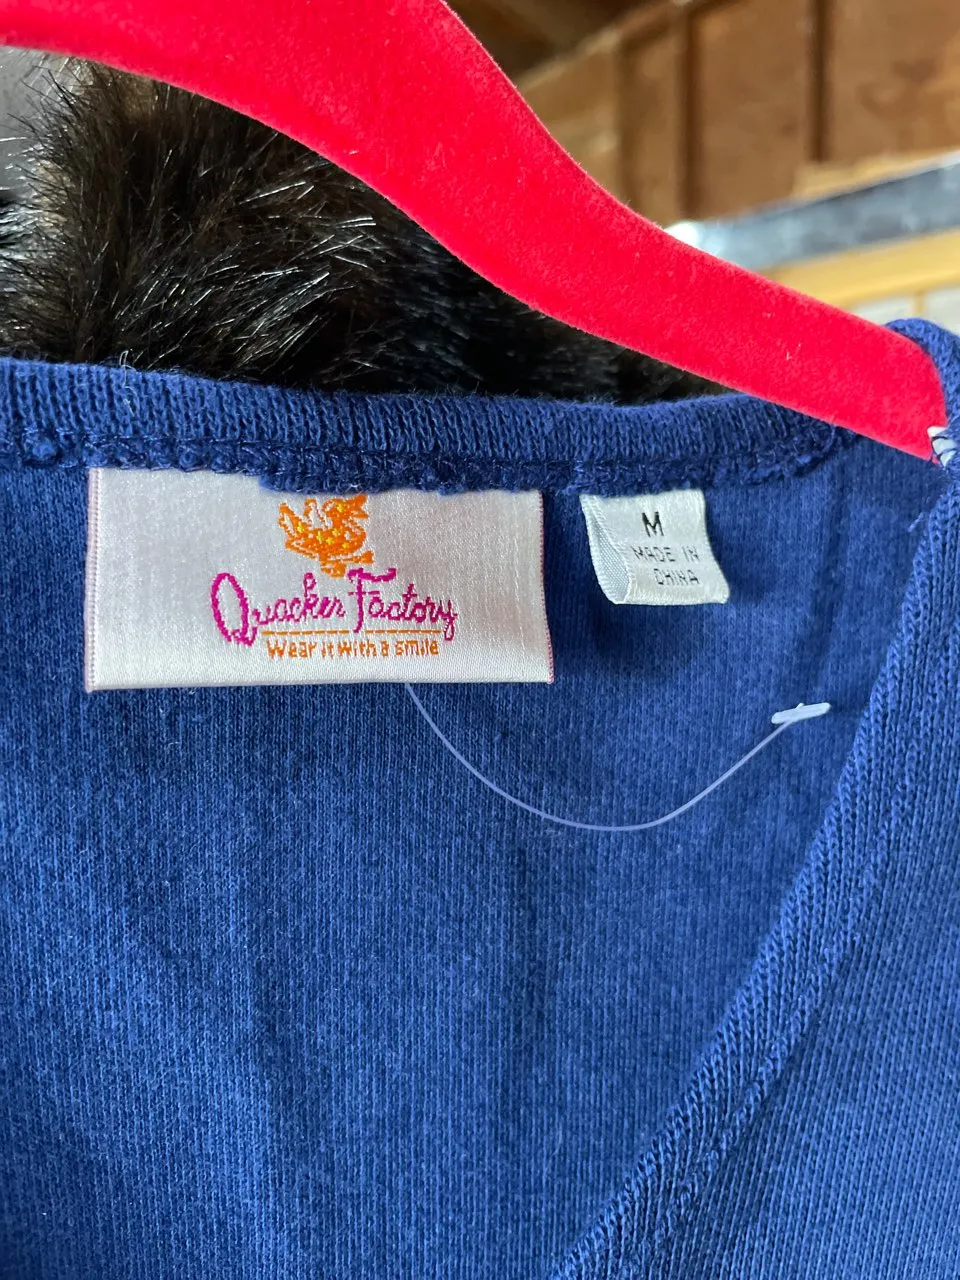 Quacker Factory
Wear it with a smile
M
MADE IN
CHINA